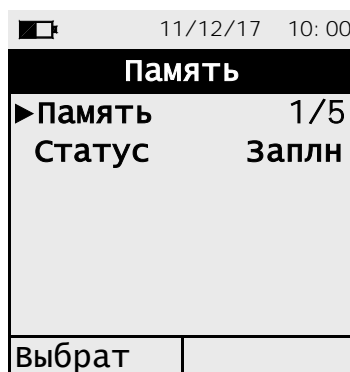 11/12/17 10:00
Память
►Память 1/5
Статус Заплн
Выбрат